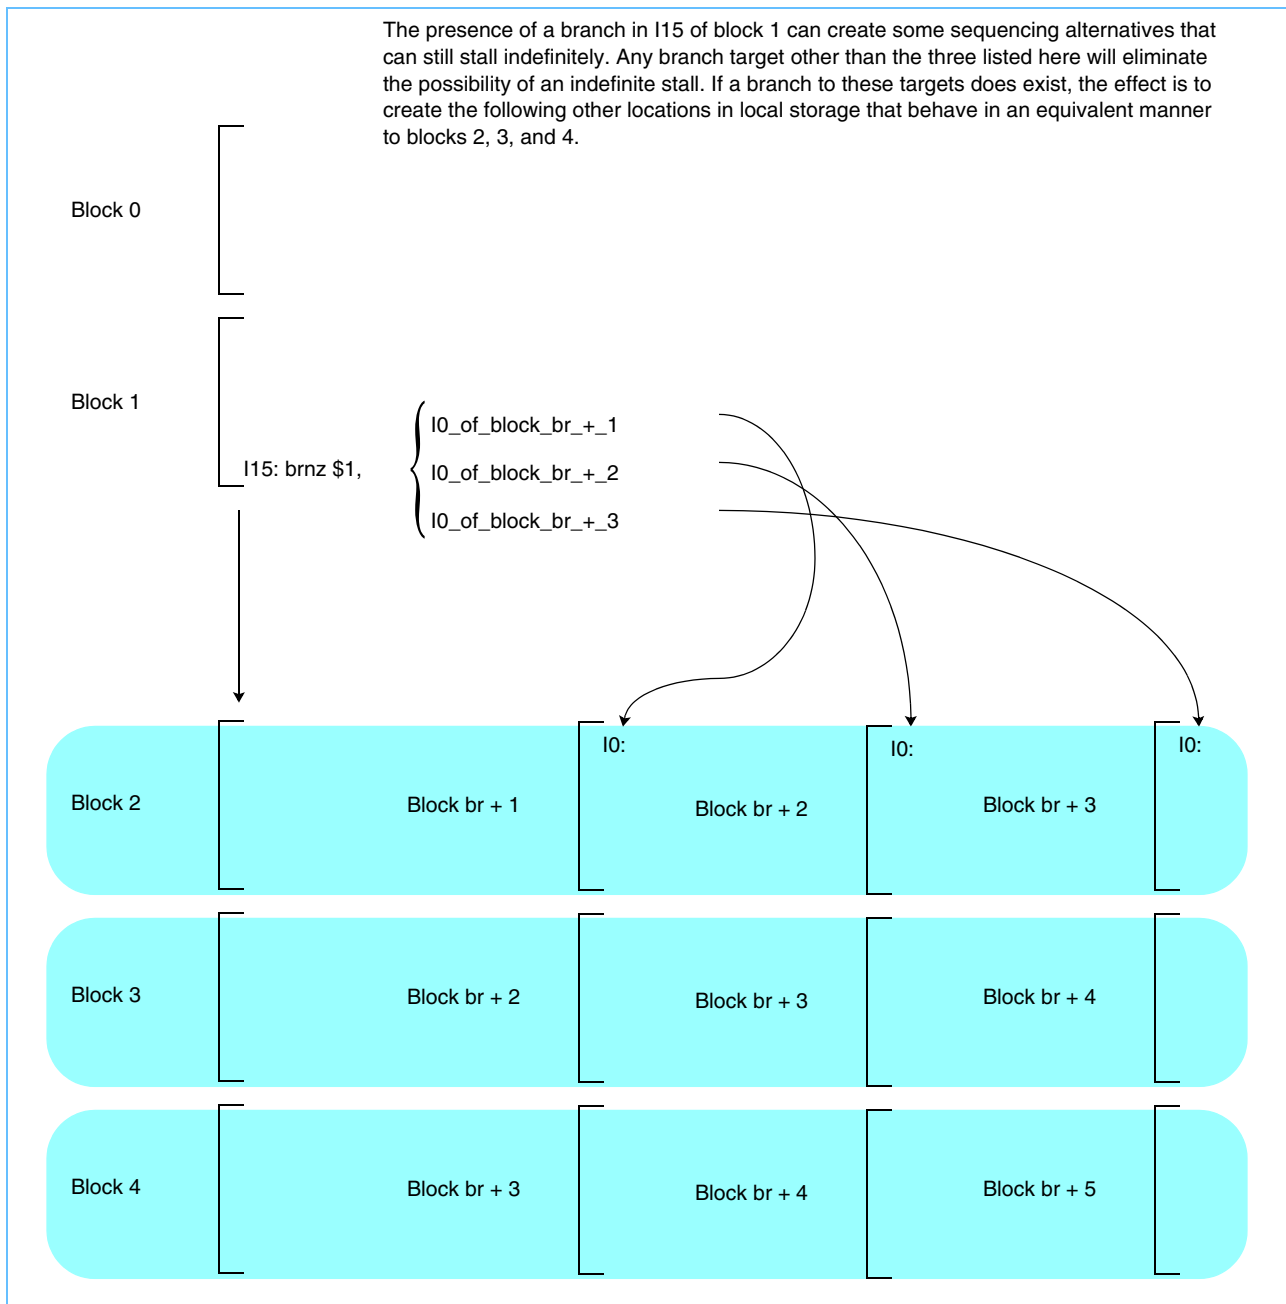 The presence of a branch in I15 of block 1 can create some sequencing alternatives that
can still stall indefinitely. Any branch target other than the three listed here will eliminate
the possibility of an indefinite stall. If a branch to these targets does exist, the effect is to
create the following other locations in local storage that behave in an equivalent manner
to blocks 2, 3, and 4.
Block 0
Block 1
I0_of_block_br_+_1
I15: brnz $1,
I0_of_block_br_+_2
I0_of_block_br_+_3
I0:
I0:
I0:
Block 2
Block br + 1
Block br + 2
Block br + 3
Block 3
Block br + 2
Block br + 3
Block br + 4
Block 4
Block br + 3
Block br + 4
Block br + 5